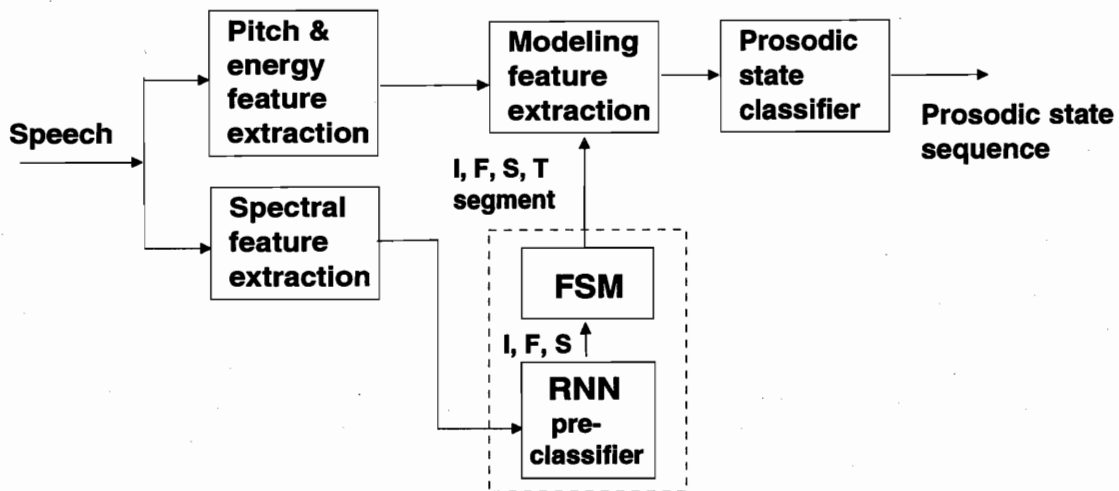 Speech
Pitch &
energy
feature
extraction
Modeling
feature
extraction
Prosodic
state
classifier
Prosodic state
sequence
Spectral
feature
extraction
I, F, S, T
segment
FSM
I, F, S
RNN
pre-
classifier